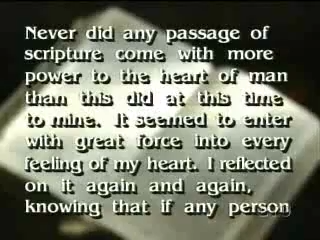 Never did any passage of
scripture come with more
power to the heart of man
than this did at this time
to mine. It seemed to enter
with great force into every
feeling of my heart. I reflected
on it again and again,
knowing that if any person